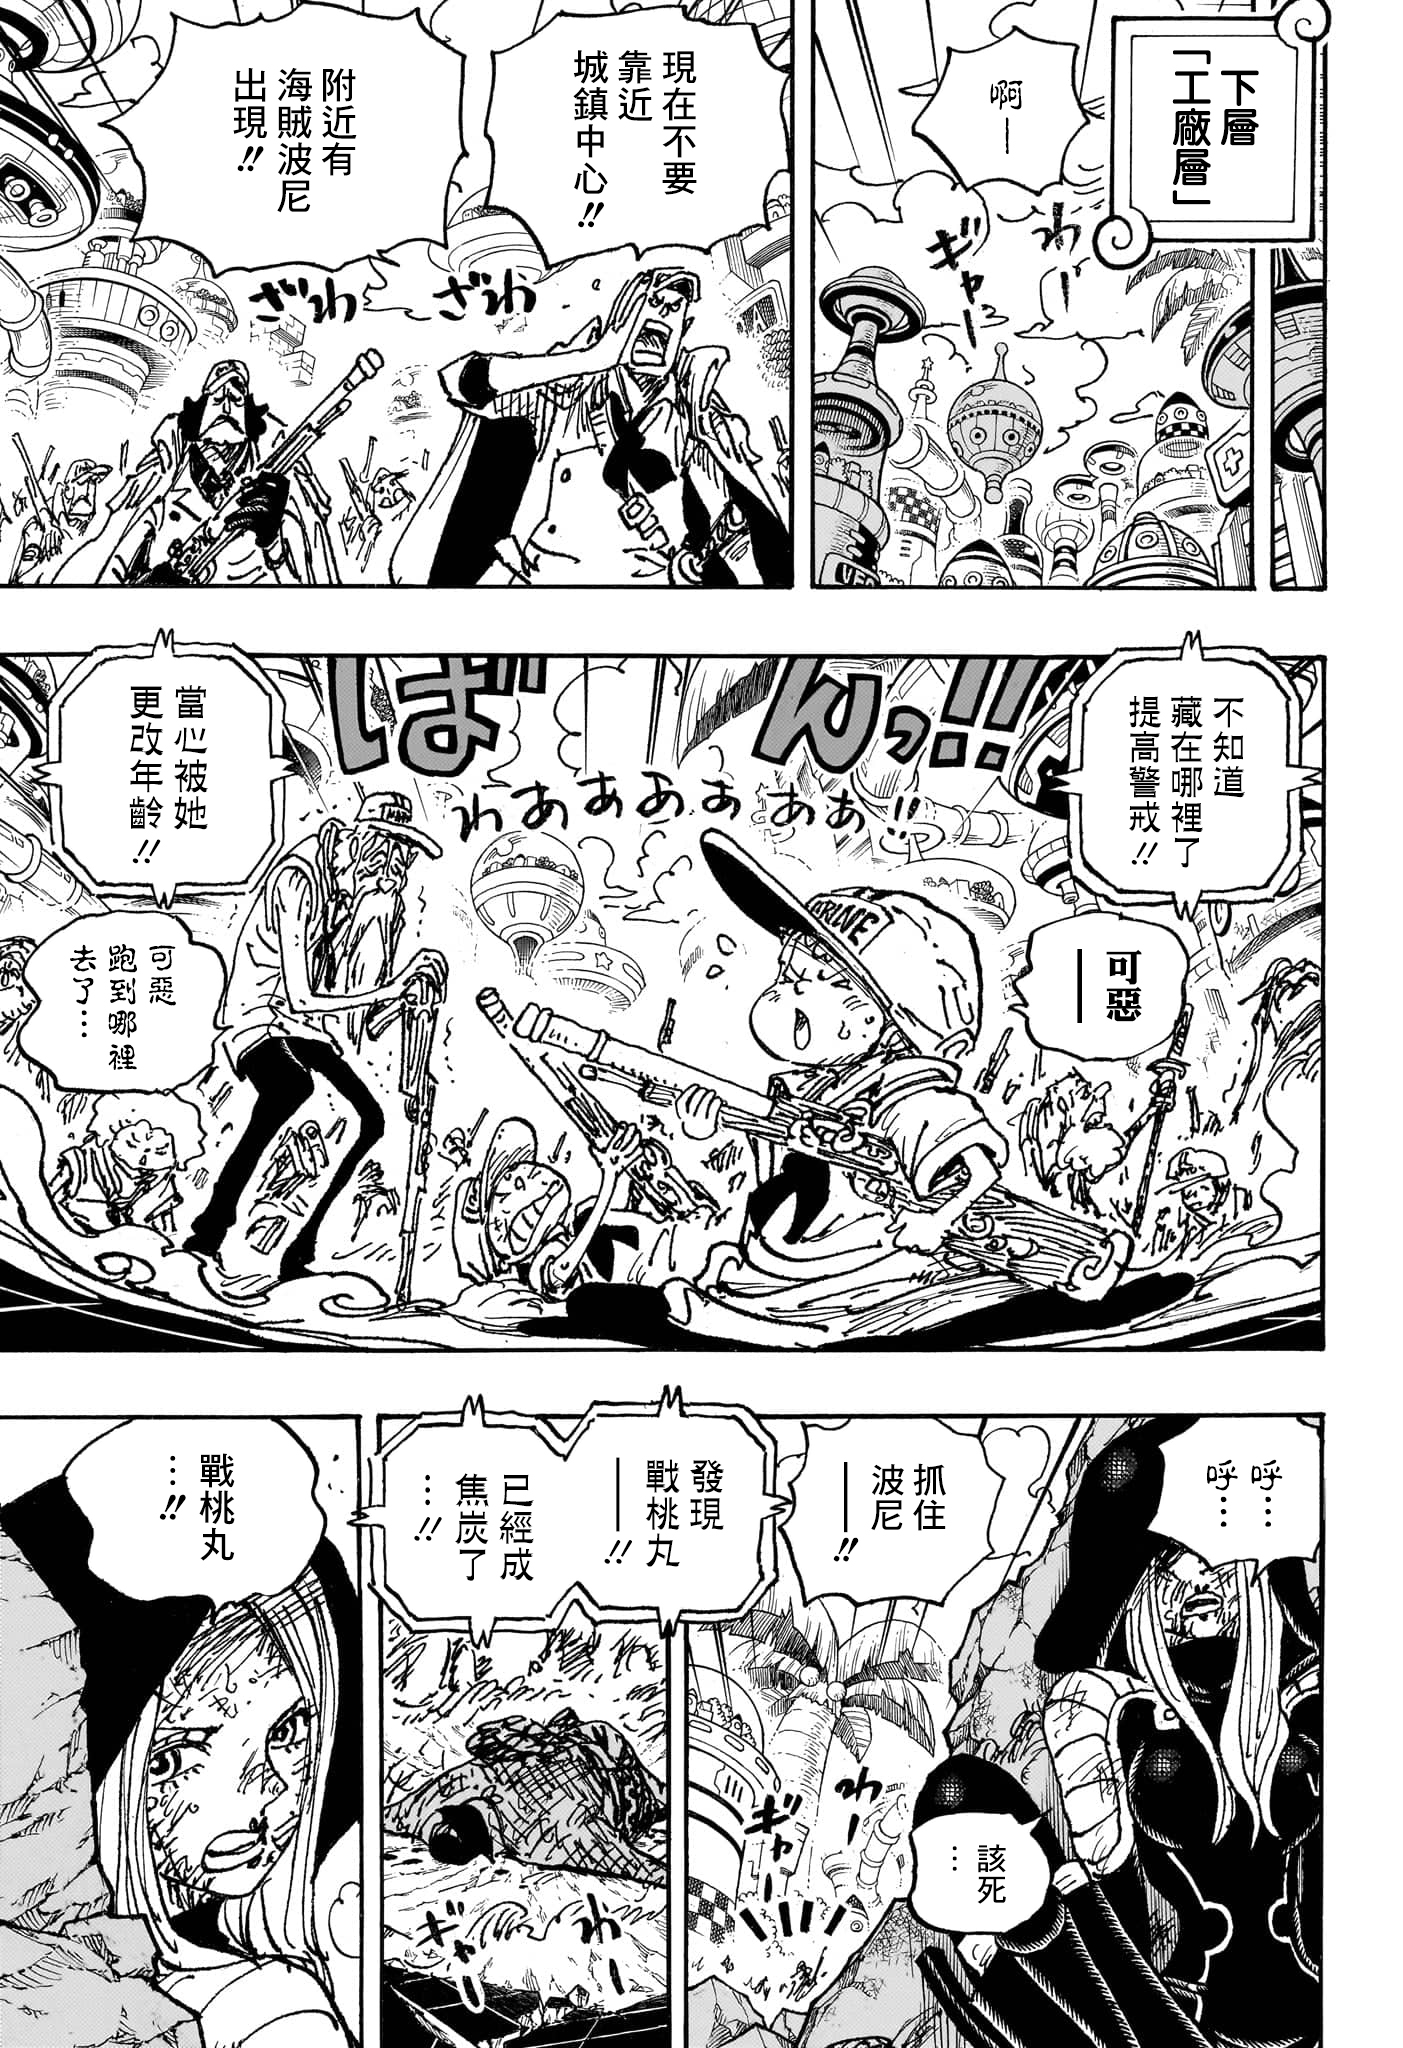 下層
「工廠層」
啊—
わー
ギャー
現在不要
靠近
城鎮中心!!
附近有
海賊波尼
出現!!
ざわ
ざわ
不知道
藏在哪裡了
提高警戒!!
ばんっ!!
わあああああああ!!
可惡
—
MARINE
當心被她
更改年齡!!
可惡
跑到哪裡
去了…
呼…
呼…
抓住
波尼
—!!
該死
…
わー
ギャー
發現
戰桃丸
—!!
已經成
焦炭了
…!!
わー
ギャー
戰桃丸
…!!